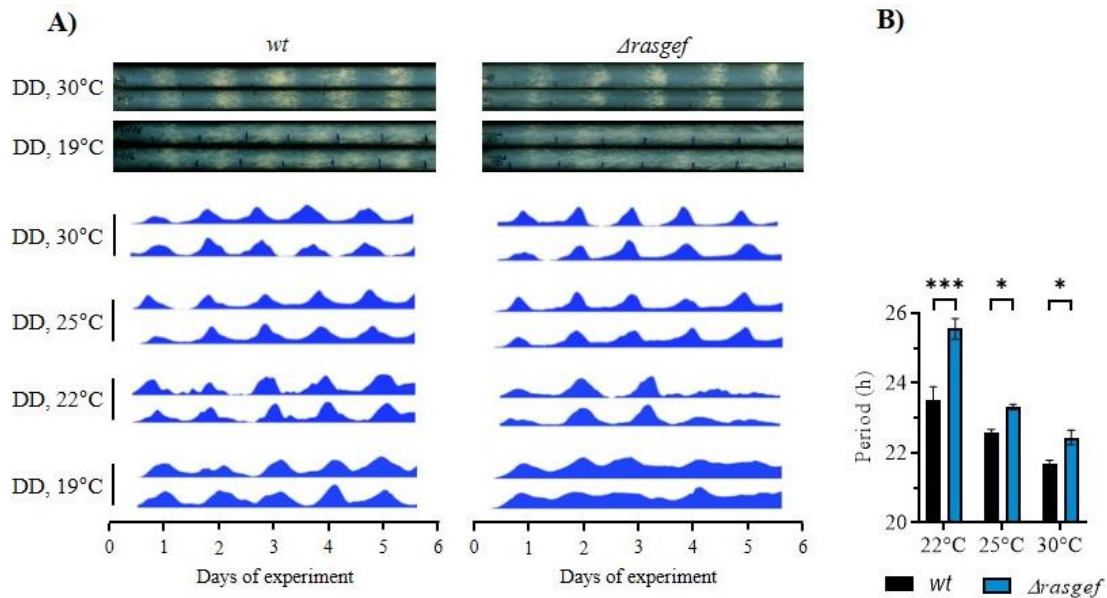 A)
wt
Δrasgef
DD, 30°C
DD, 19°C
DD, 30°C
DD, 25°C
DD, 22°C
DD, 19°C
0 1 2 3 4 5 6
0 1 2 3 4 5 6
Days of experiment
Days of experiment
B)
*** * *
26
24
22
20
Period (h)
22°C 25°C 30°C
wt Δrasgef